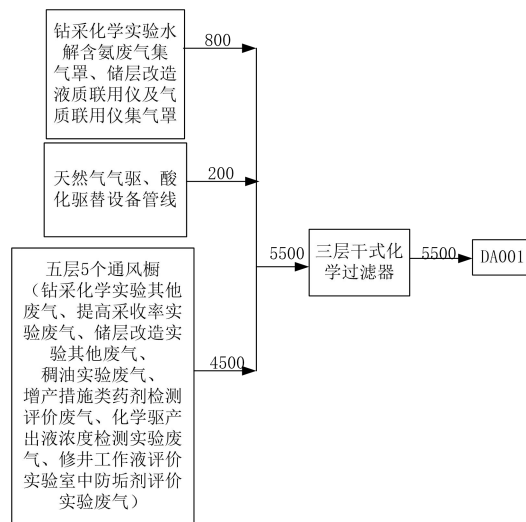 钻采化学实验水
解含氨废气集
气罩、储层改造
液质联用仪及气
质联用仪集气罩
800
天然气气驱、酸
化驱替设备管线
200
五层5个通风橱
（钻采化学实验其他
废气、提高采收率实
验废气、储层改造实
验其他废气、
稠油实验废气、
增产措施类药剂检测
评价废气、化学驱产
出液浓度检测实验废
气、修井工作液评价
实验室中防垢剂评价
实验废气）
4500
5500
三层干式化
学过滤器
5500
DA001